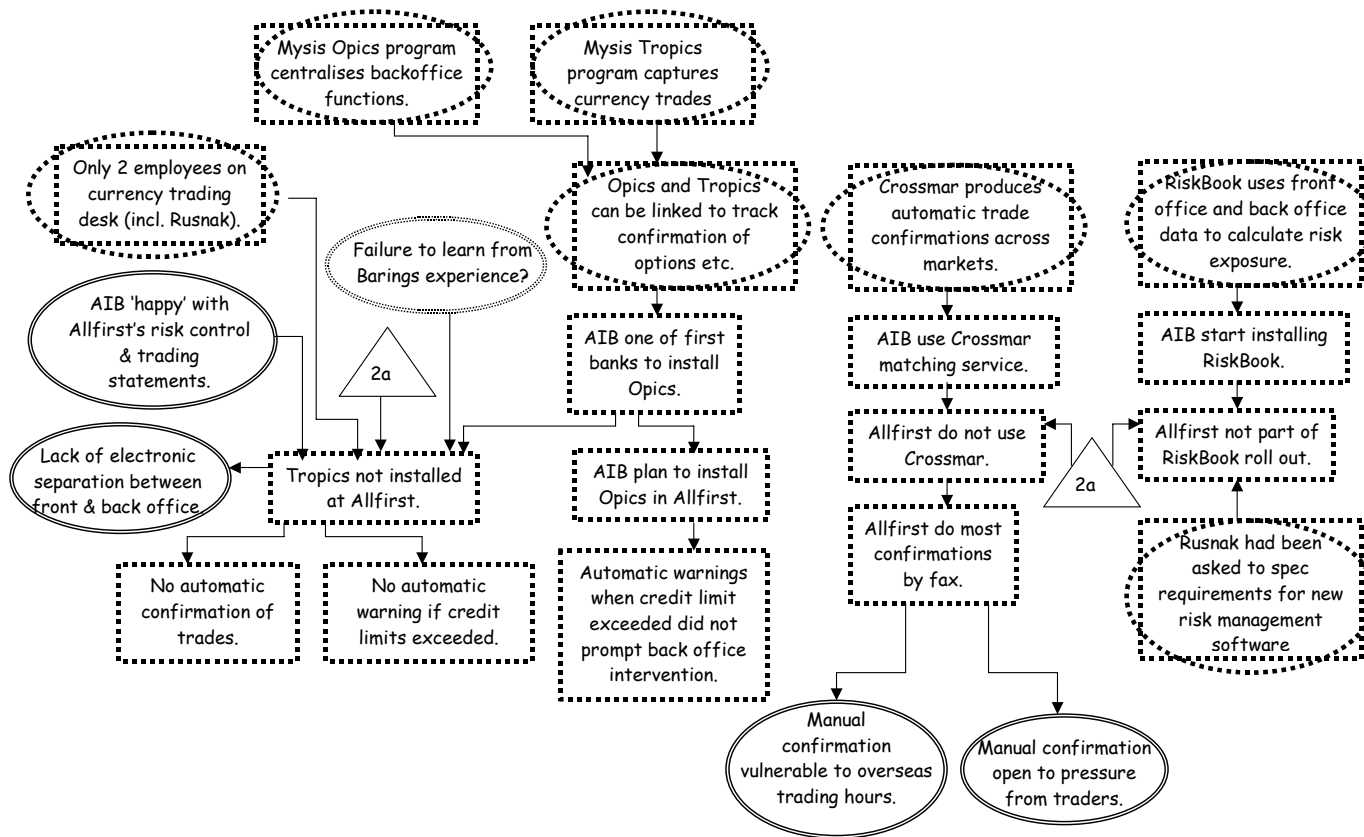 Mysis Opics program
centralises backoffice
functions.
Mysis Tropics
program captures
currency trades
Only 2 employees on
currency trading
desk (incl. Rusnak).
Failure to learn from
Barings experience?
Opics and Tropics
can be linked to track
confirmation of
options etc.
Crossmar produces
automatic trade
confirmations across
markets.
RiskBook uses front
office and back office
data to calculate risk
exposure.
AIB ‘happy’ with
Allfirst’s risk control
& trading
statements.
2a
AIB one of first
banks to install
Opics.
AIB use Crossmar
matching service.
AIB start installing
RiskBook.
Lack of electronic
separation between
front & back office.
Tropics not installed
at Allfirst.
AIB plan to install
Opics in Allfirst.
Allfirst do not use
Crossmar.
2a
Allfirst not part of
RiskBook roll out.
No automatic
confirmation of
trades.
No automatic
warning if credit
limits exceeded.
Automatic warnings
when credit limit
exceeded did not
prompt back office
intervention.
Allfirst do most
confirmations
by fax.
Rusnak had been
asked to spec
requirements for new
risk management
software
Manual
confirmation
vulnerable to overseas
trading hours.
Manual confirmation
open to pressure
from traders.